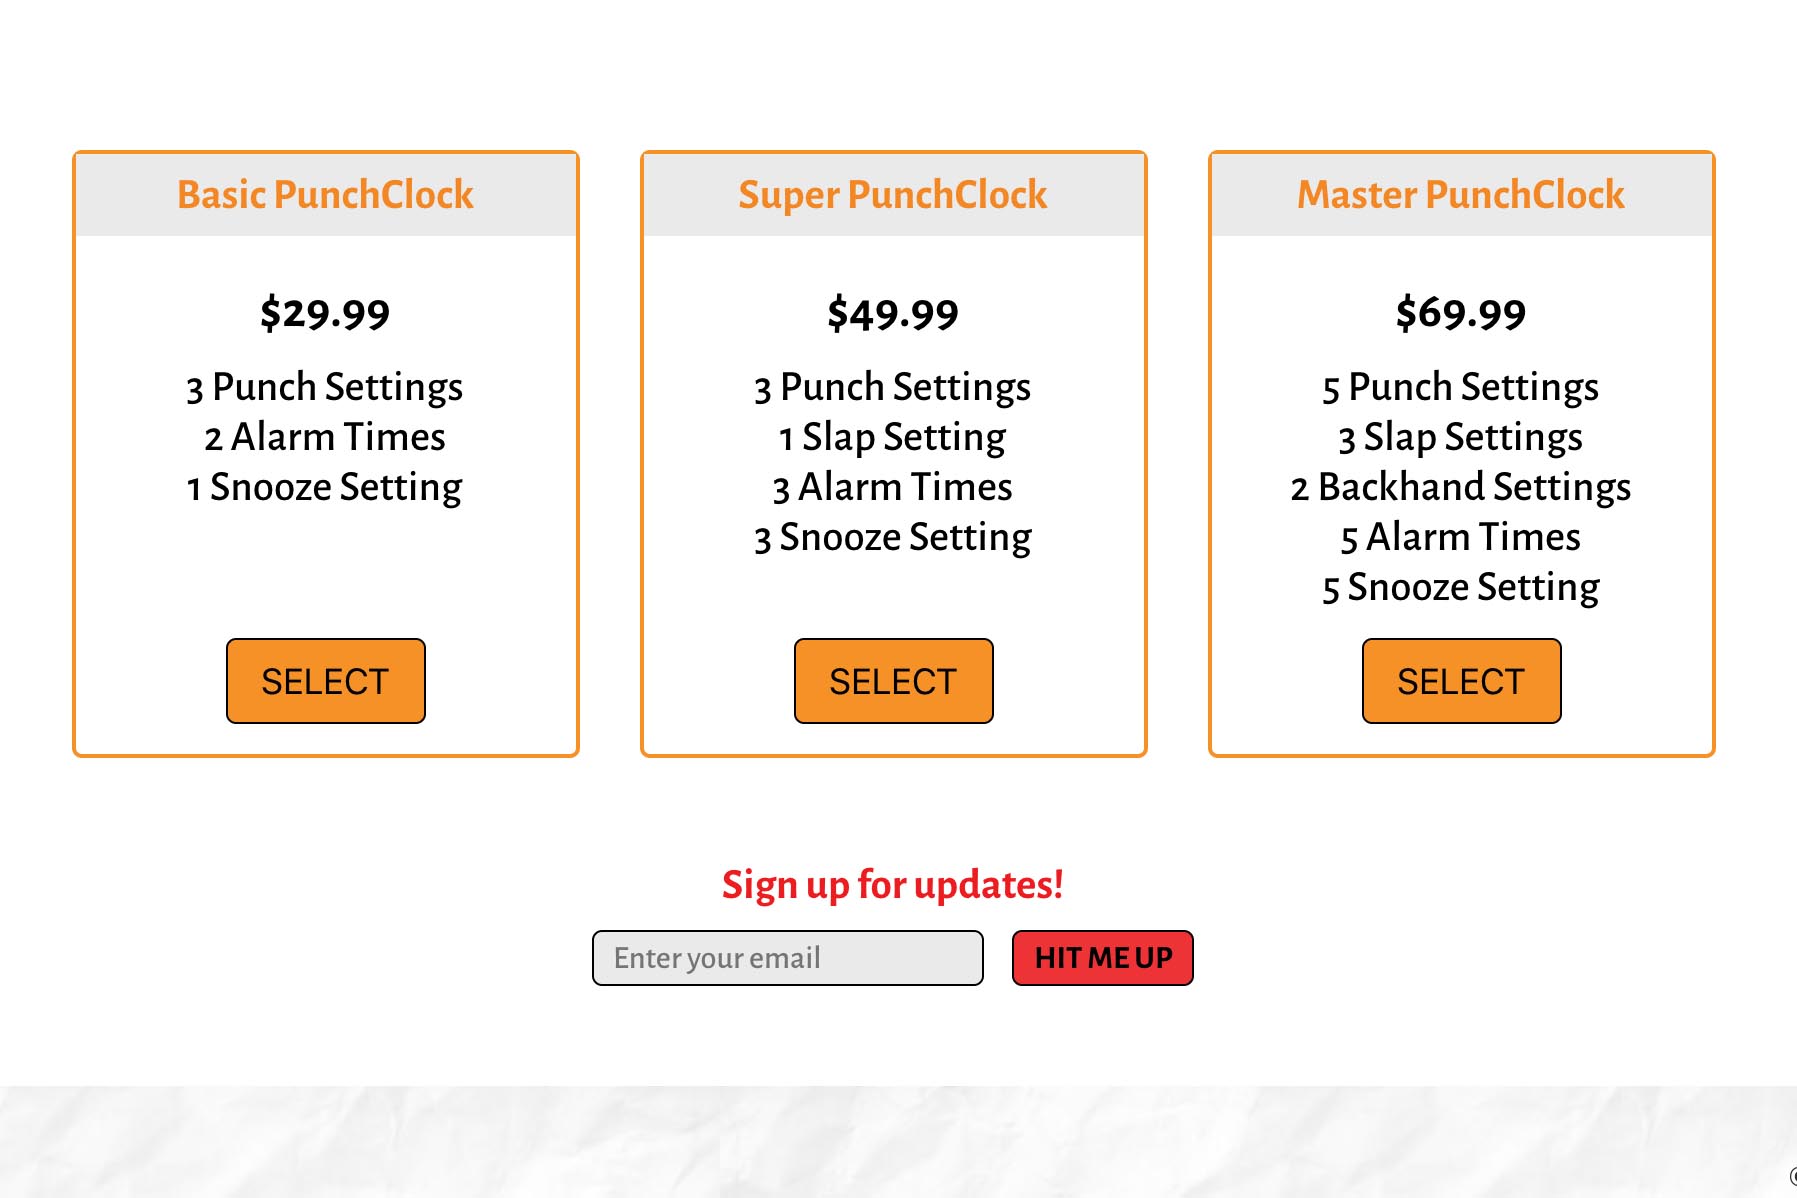 Basic PunchClock
$29.99
3 Punch Settings
2 Alarm Times
1 Snooze Setting
SELECT
Super PunchClock
$49.99
3 Punch Settings
1 Slap Setting
3 Alarm Times
3 Snooze Setting
SELECT
Master PunchClock
$69.99
5 Punch Settings
3 Slap Settings
2 Backhand Settings
5 Alarm Times
5 Snooze Setting
SELECT
Sign up for updates!
Enter your email
HIT ME UP